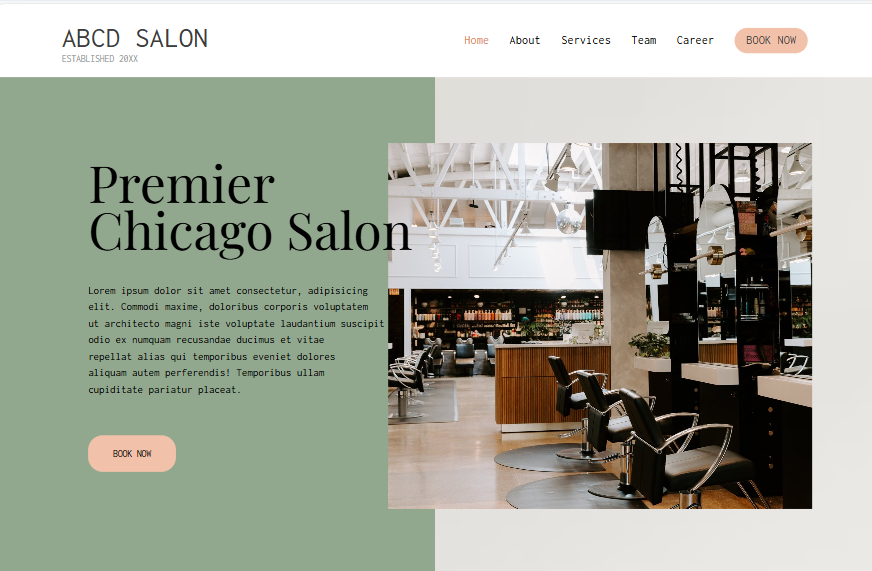 ABCD SALON
ESTABLISHED 20XX
Home About Services Team Career BOOK NOW
Premier
Chicago Salon
Lorem ipsum dolor sit amet consectetur, adipisicing
elit. Commodi maxime, doloribus corporis voluptatem
ut architecto magni iste voluptate laudantium suscipit
odio ex numquam recusandae ducimus et vitae
repellat alias qui temporibus eveniet dolores
aliquam autem perferendis! Temporibus ullam
cupiditate pariatur placeat.
BOOK NOW